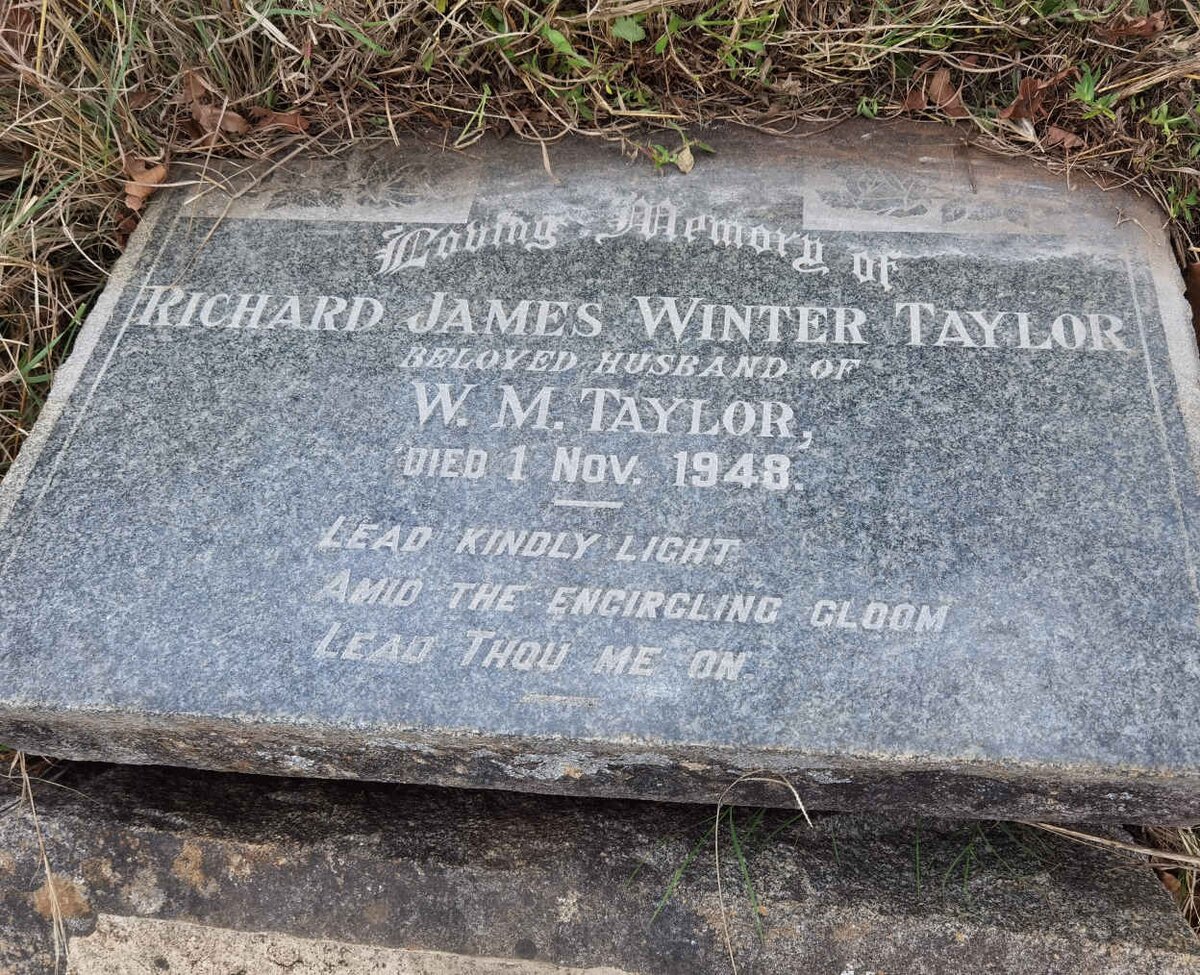 Loving Memory of
RICHARD JAMES WINTER TAYLOR
BELOVED HUSBAND OF
W. M. TAYLOR,
DIED 1 NOV. 1948.
LEAD KINDLY LIGHT
AMID THE ENCIRCLING GLOOM
LEAD THOU ME ON.